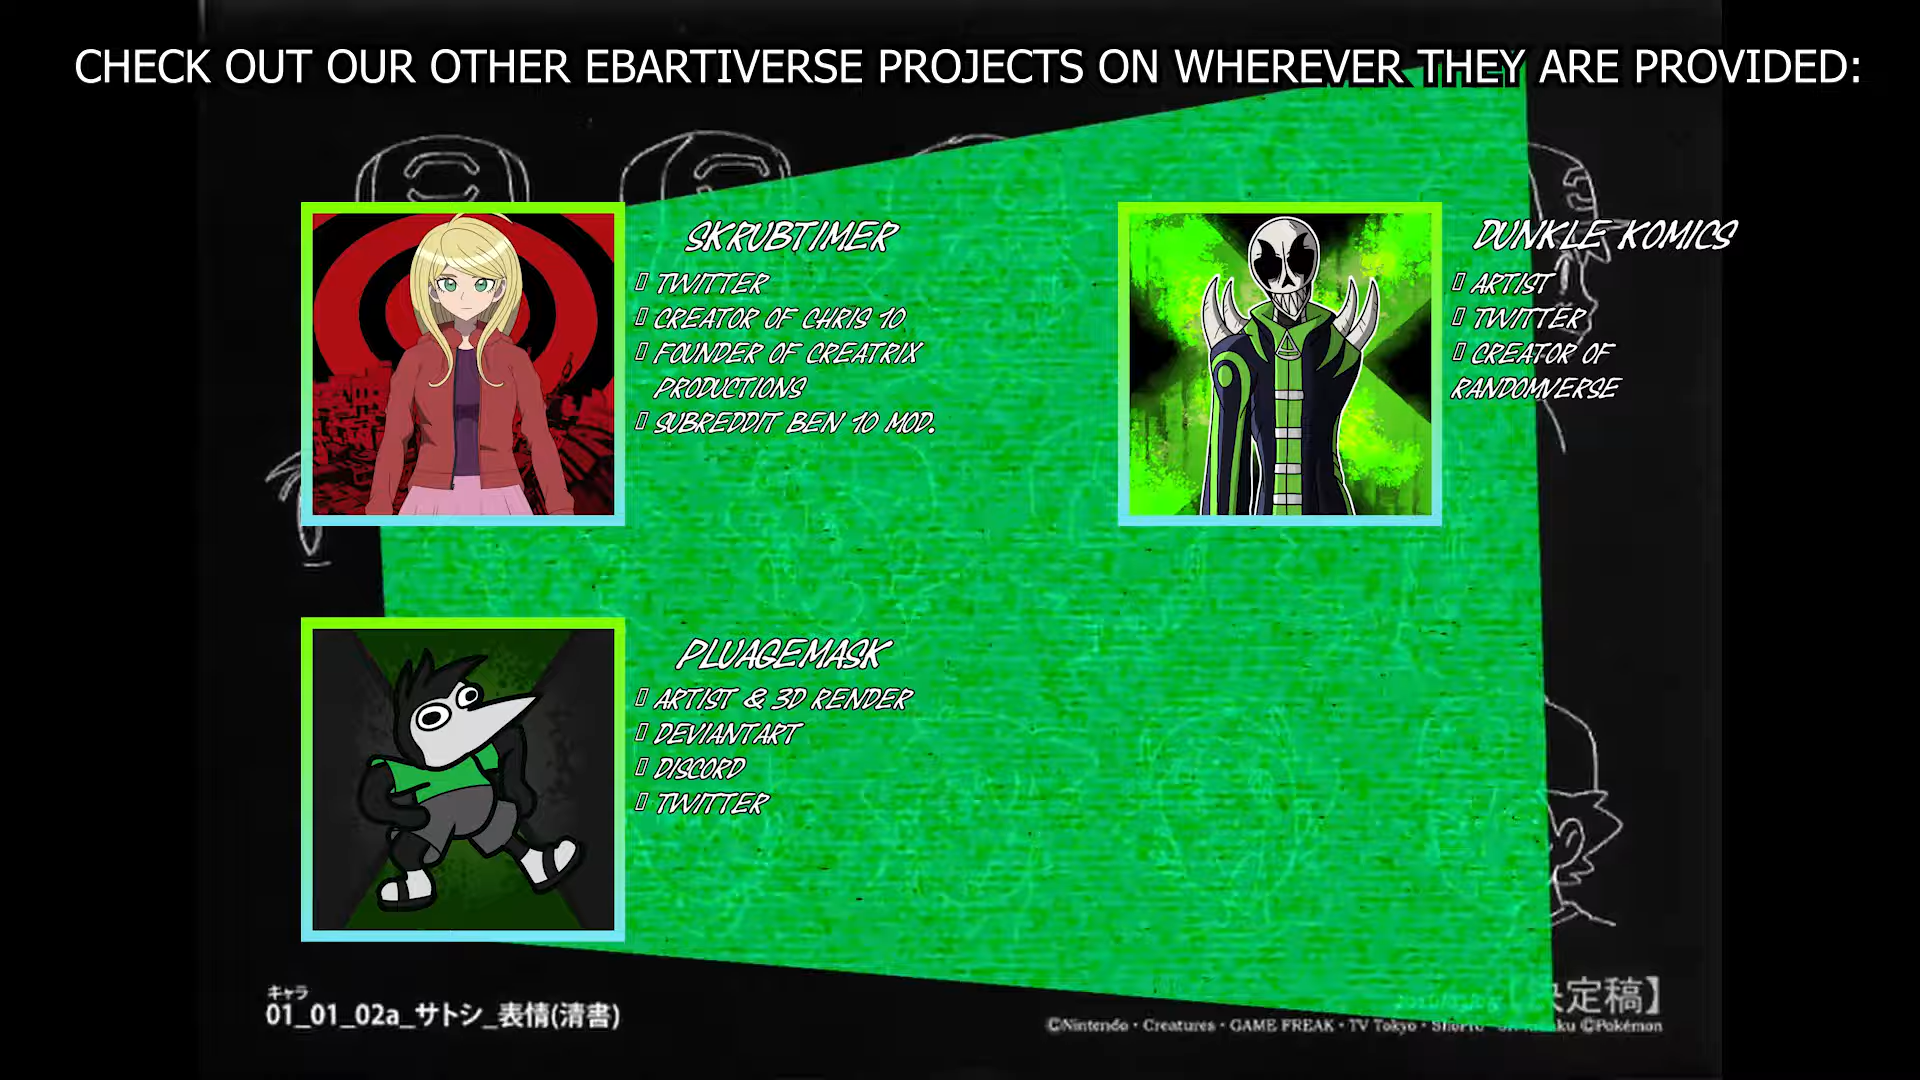 CHECK OUT OUR OTHER EBARTIVERSE PROJECTS ON WHEREVER THEY ARE PROVIDED:
SKRUBTIMER
TWITTER
CREATOR OF CHRIS 10
FOUNDER OF CREATRIX
PRODUCTIONS
SUBREDDIT BEN 10 MOD.
DUNKLE KOMICS
ARTIST
TWITTER
CREATOR OF
RANDOMVERSE
PLUAGEMASK
ARTIST & 3D RENDER
DEVIANTART
DISCORD
TWITTER
キャラ
01_01_02a_サトシ_表情(清書)
決定稿】
©Nintendo・Creatures・GAME FREAK・TV Tokyo・ShoPro ©Pokémon